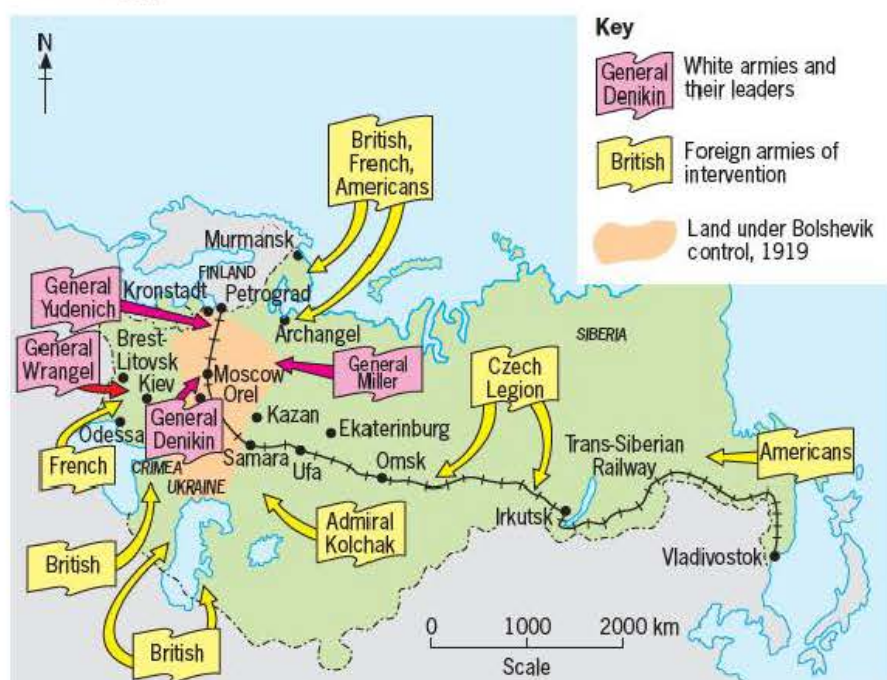 Key
General
Denikin
White armies and
their leaders
British
Foreign armies of
intervention
Land under Bolshevik
control, 1919
N
British,
French,
Americans
Murmansk
FINLAND
General
Yudenich
Kronstadt
Petrograd
Archangel
SIBERIA
General
Wrangel
Brest-
Litovsk
Kiev
Moscow
Orel
General
Miller
Czech
Legion
General
Denikin
Kazan
Ekaterinburg
Odessa
French
CRIMEA
UKRAINE
Samara
Ufa
Omsk
Trans-Siberian
Railway
Americans
Irkutsk
Admiral
Kolchak
British
Vladivostok
British
0 1000 2000 km
Scale